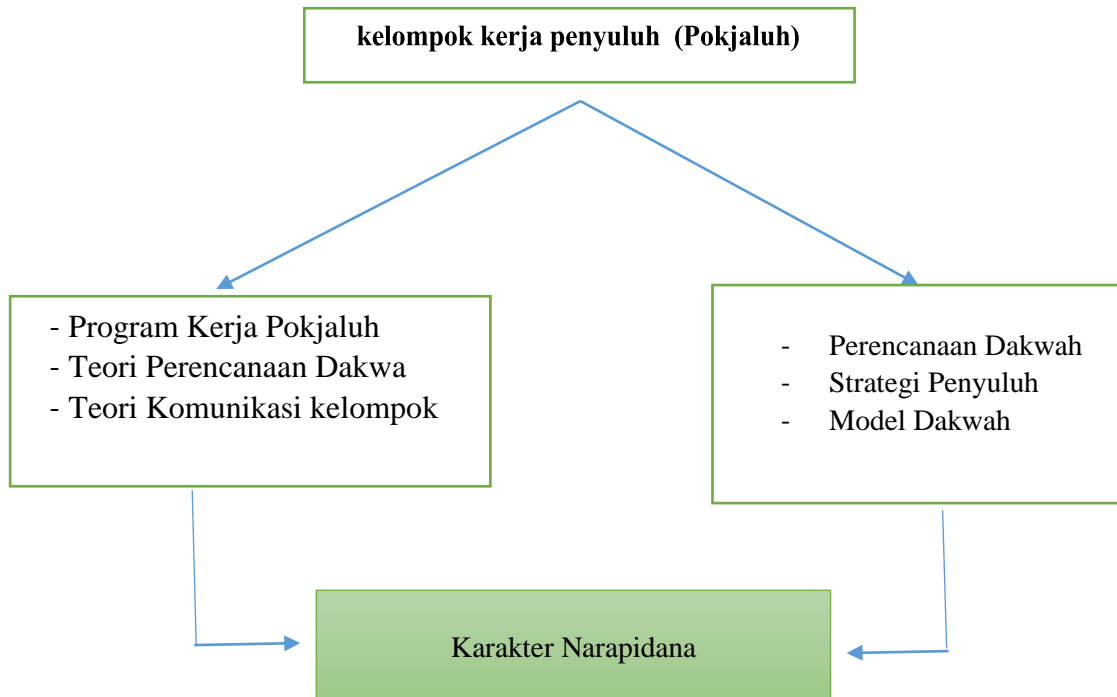 kelompok kerja penyuluh (Pokjaluh)
- Program Kerja Pokjaluh
- Teori Perencanaan Dakwa
- Teori Komunikasi kelompok
- Perencanaan Dakwah
- Strategi Penyuluh
- Model Dakwah
Karakter Narapidana